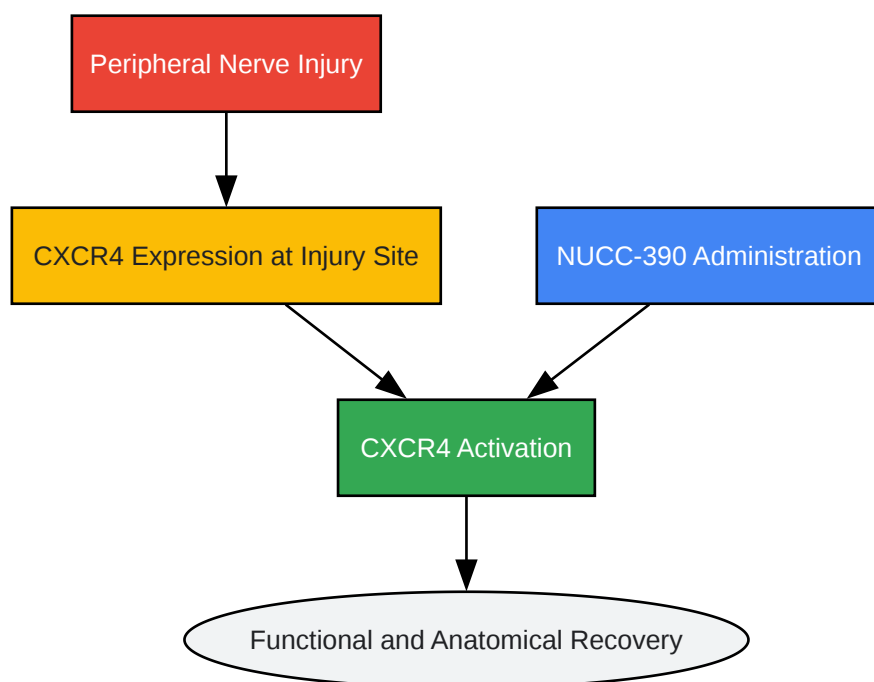 Peripheral Nerve Injury
CXCR4 Expression at Injury Site
NUCC-390 Administration
CXCR4 Activation
Functional and Anatomical Recovery